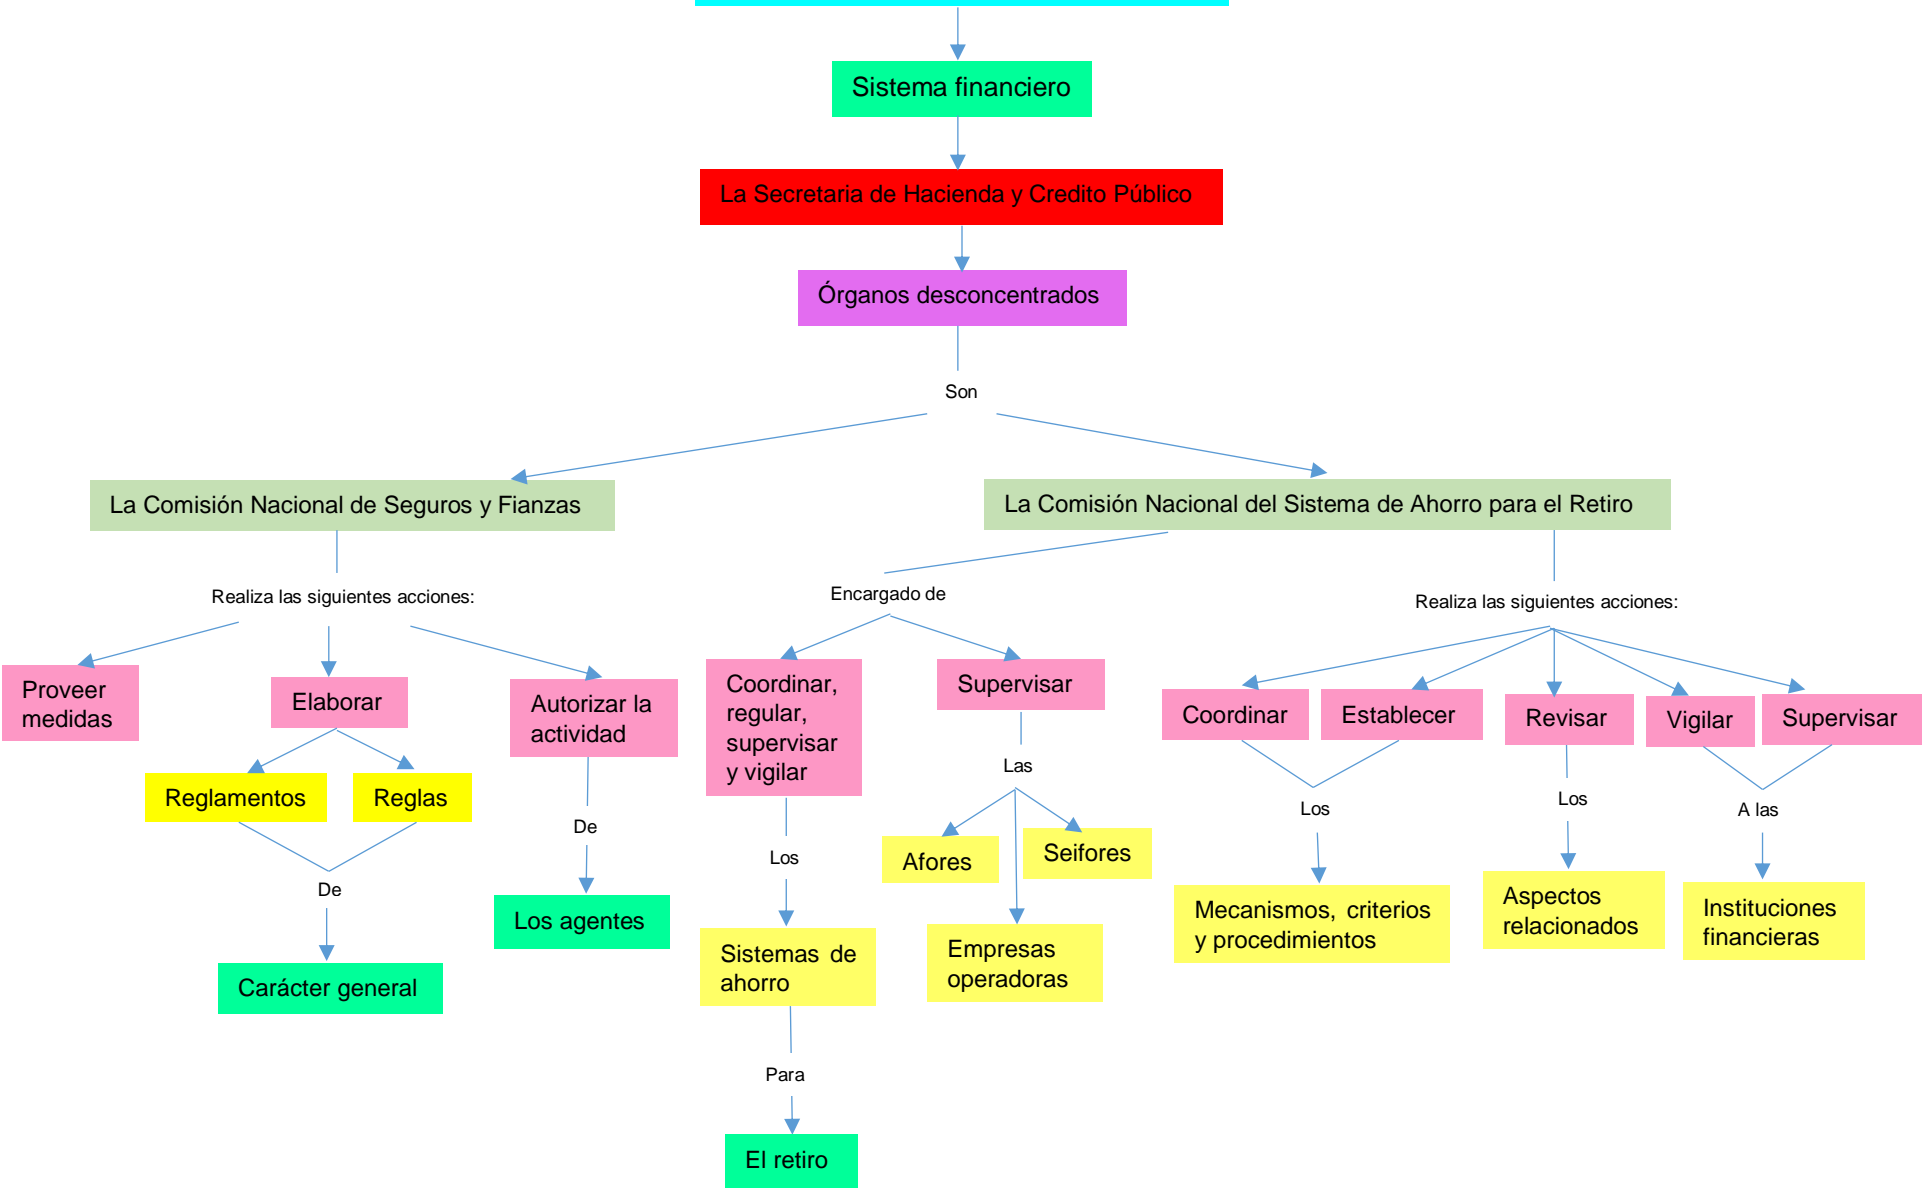 Sistema financiero
La Secretaria de Hacienda y Credito Público
Órganos desconcentrados
Son
La Comisión Nacional de Seguros y Fianzas
La Comisión Nacional del Sistema de Ahorro para el Retiro
Realiza las siguientes acciones:
Encargado de
Realiza las siguientes acciones:
Proveer
medidas
Elaborar
Autorizar la
actividad
Coordinar,
regular,
supervisar
y vigilar
Supervisar
Coordinar
Establecer
Revisar
Vigilar
Supervisar
Reglamentos
Reglas
De
Los
Las
Los
Los
A las
De
Afores
Seifores
Los agentes
Mecanismos, criterios
y procedimientos
Aspectos
relacionados
Instituciones
financieras
Carácter general
Sistemas de
ahorro
Empresas
operadoras
Para
El retiro